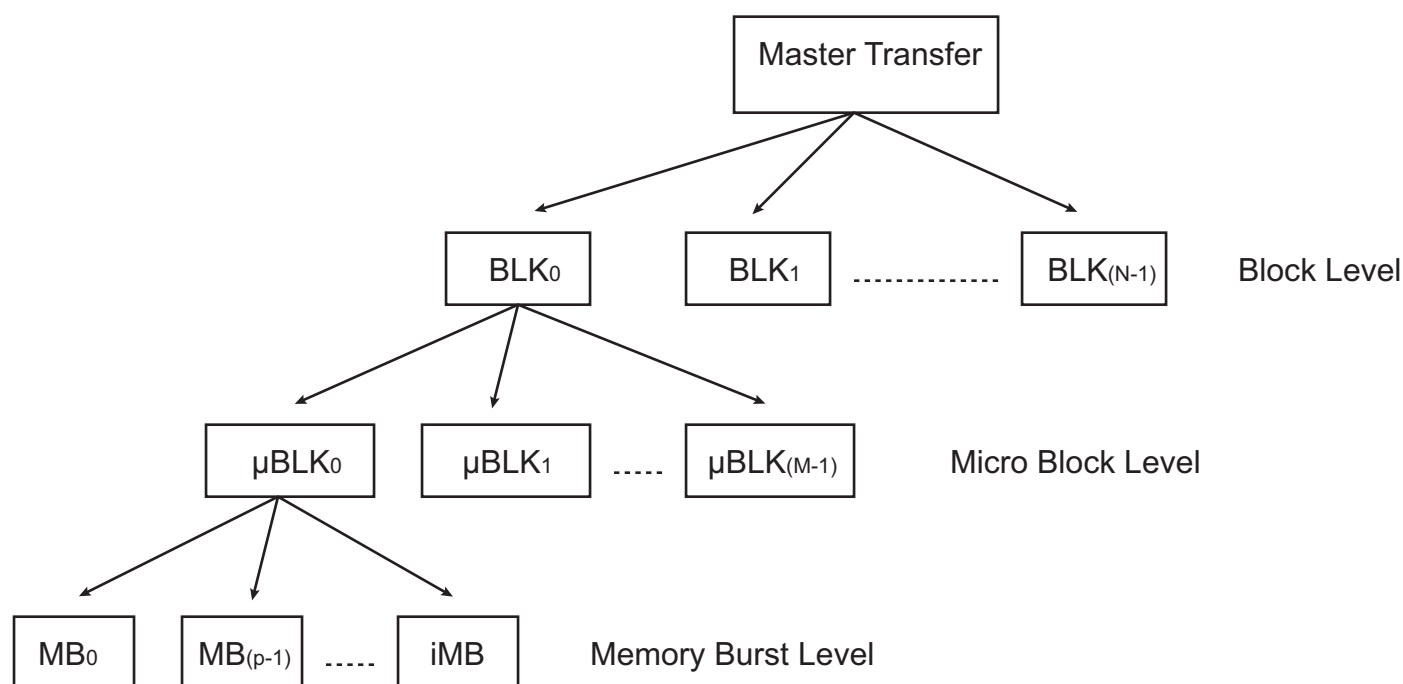 Master Transfer
BLK0 BLK1 BLK(N-1) Block Level
µBLK0 µBLK1 µBLK(M-1) Micro Block Level
MB0 MB(p-1) iMB Memory Burst Level